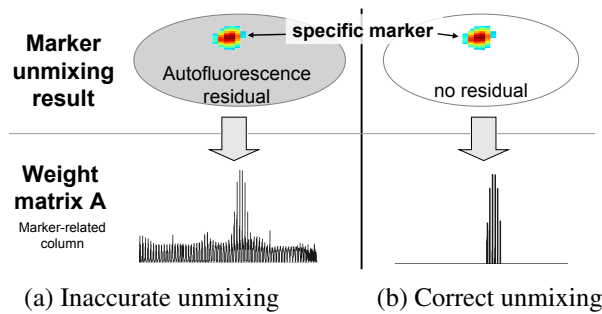 Marker
unmixing
result
specific marker
Autofluorescence
residual
no residual
Weight
matrix A
Marker-related
column
(a) Inaccurate unmixing
(b) Correct unmixing